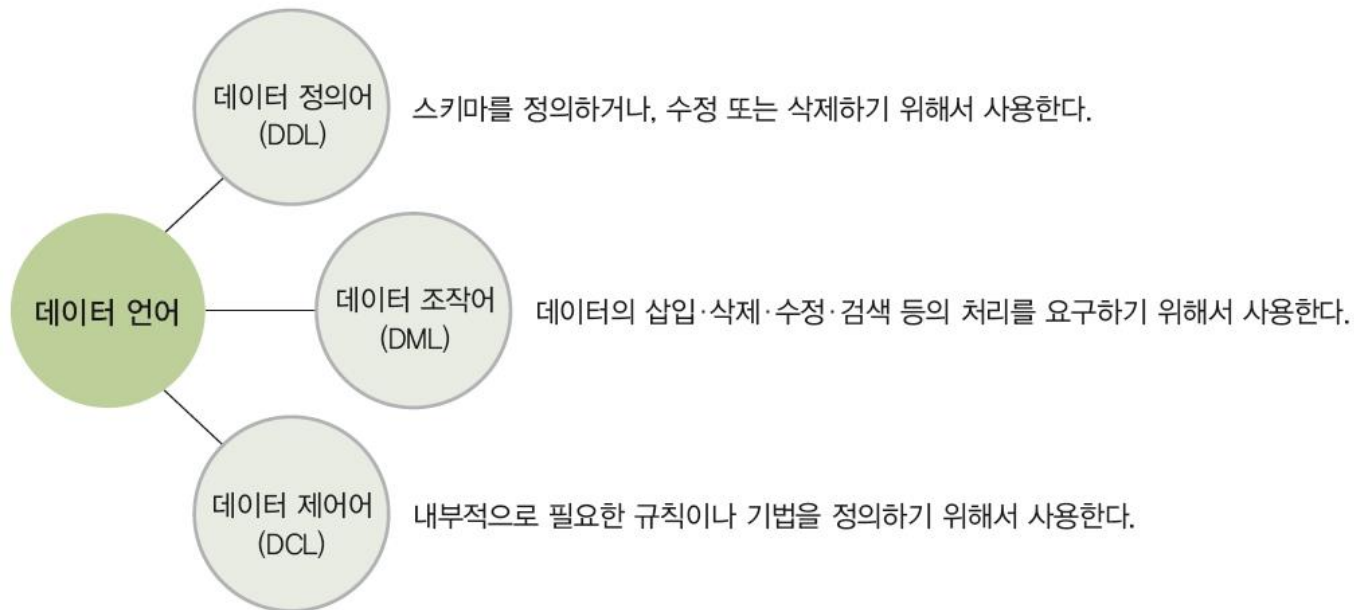 데이터 정의어
(DDL)
스키마를 정의하거나, 수정 또는 삭제하기 위해서 사용한다.
데이터 언어
데이터 조작어
(DML)
데이터의 삽입·삭제·수정·검색 등의 처리를 요구하기 위해서 사용한다.
데이터 제어어
(DCL)
내부적으로 필요한 규칙이나 기법을 정의하기 위해서 사용한다.